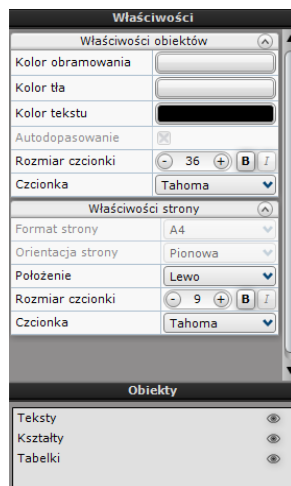 Właściwości
Właściwości obiektów
Kolor obramowania
Kolor tła
Kolor tekstu
Autodopasowanie
Rozmiar czcionki - 36 + B I
Czcionka Tahoma
Właściwości strony
Format strony A4
Orientacja strony Pionowa
Położenie Lewo
Rozmiar czcionki - 9 + B I
Czcionka Tahoma
Obiekty
Teksty
Kształty
Tabelki